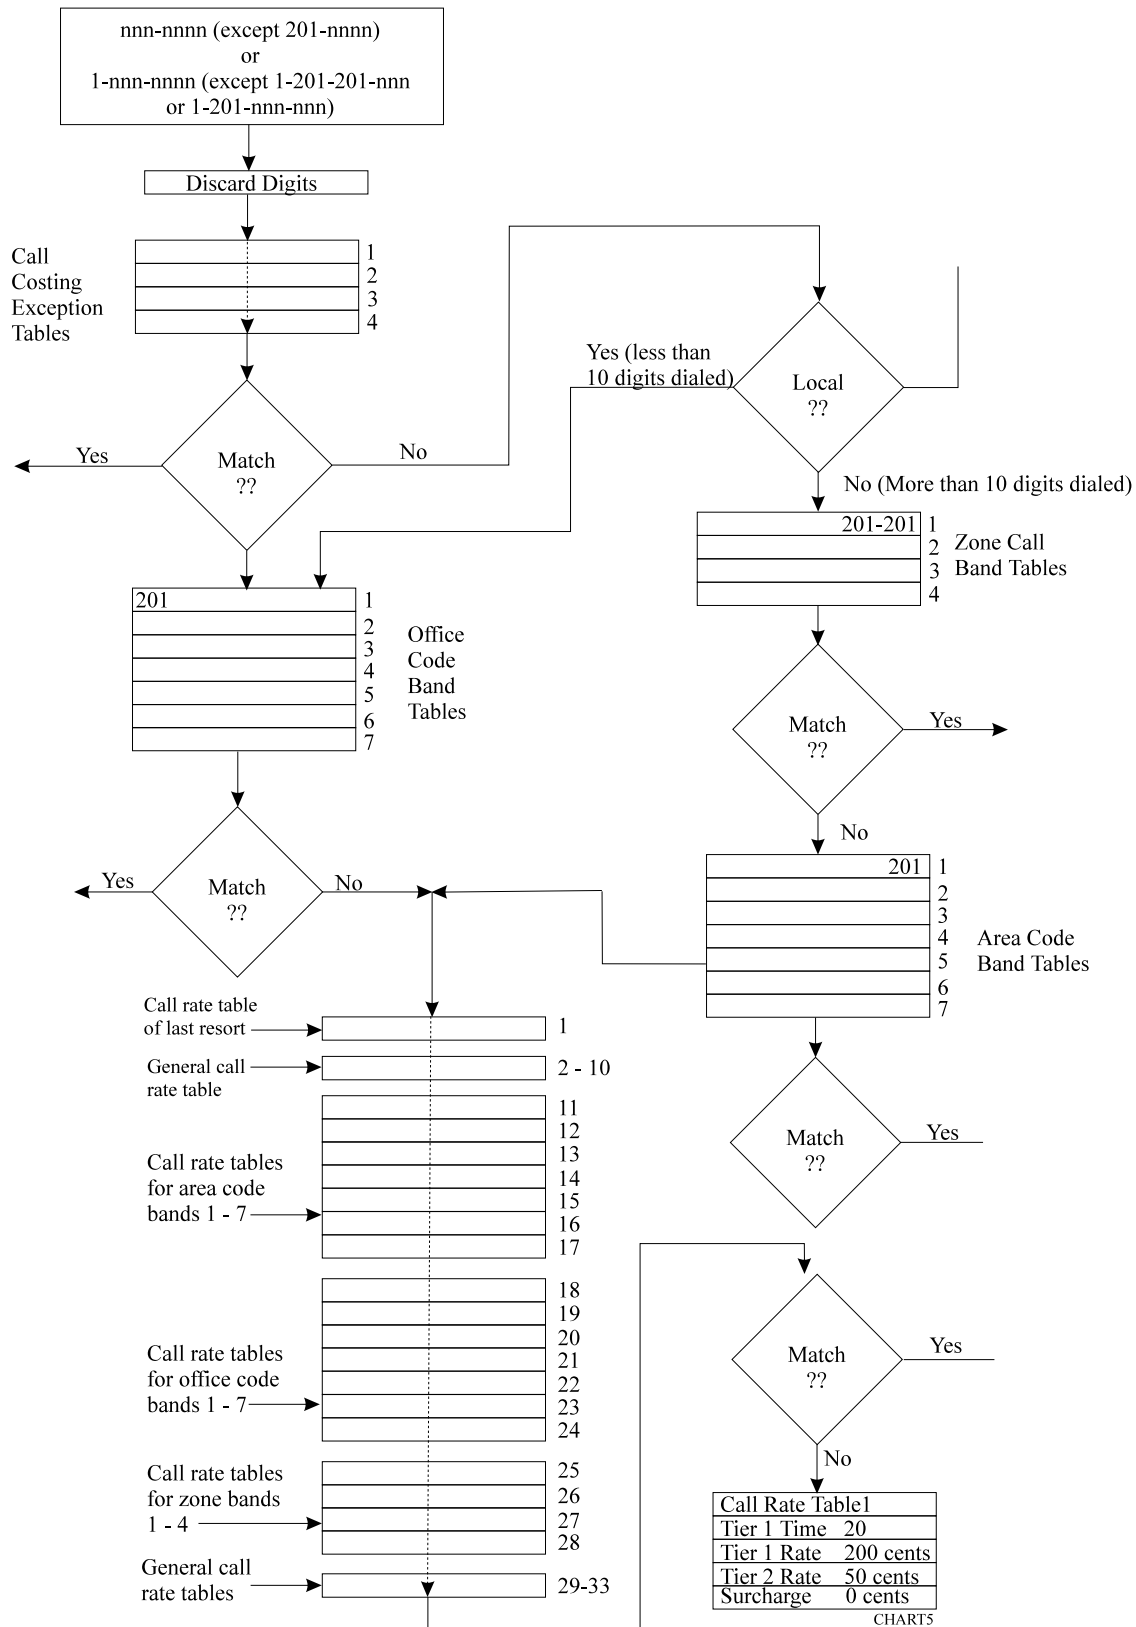 nnn-nnnn (except 201-nnnn)
or
1-nnn-nnnn (except 1-201-201-nnn
or 1-201-nnn-nnn)
Discard Digits
Call
Costing
Exception
Tables
1
2
3
4
Match
??
Yes
No
Yes (less than
10 digits dialed)
Local
??
No (More than 10 digits dialed)
201-201
1
2
3
4
Zone Call
Band Tables
201
1
2
3
4
5
6
7
Office
Code
Band
Tables
Match
??
Yes
No
Match
??
Yes
No
201
1
2
3
4
5
6
7
Area Code
Band Tables
Match
??
Yes
Call rate table
of last resort
1
General call
rate table
2 - 10
Call rate tables
for area code
bands 1 - 7
11
12
13
14
15
16
17
Call rate tables
for office code
bands 1 - 7
18
19
20
21
22
23
24
Call rate tables
for zone bands
1 - 4
25
26
27
28
General call
rate tables
29-33
Match
??
Yes
No
Call Rate Table1
Tier 1 Time 20
Tier 1 Rate 200 cents
Tier 2 Rate 50 cents
Surcharge 0 cents
CHART5